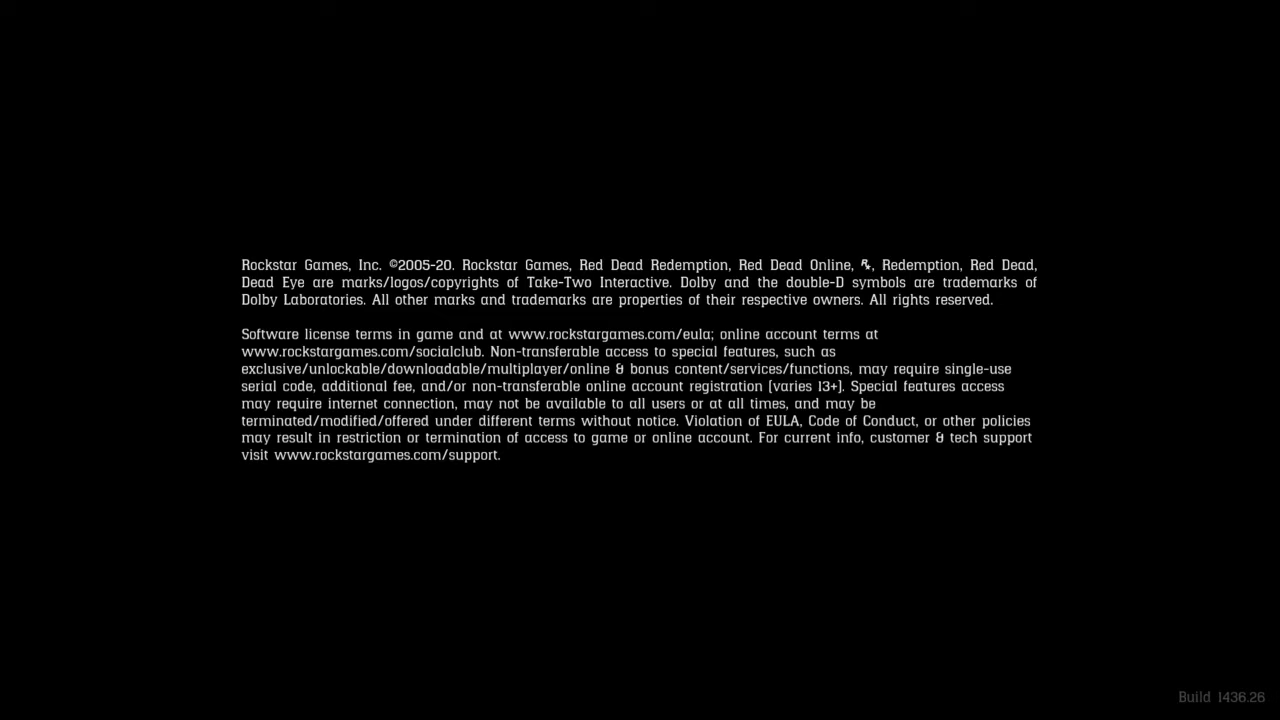 Rockstar Games, Inc. ©2005-20. Rockstar Games, Red Dead Redemption, Red Dead Online, , Redemption, Red Dead,
Dead Eye are marks/logos/copyrights of Take-Two Interactive. Dolby and the double-D symbols are trademarks of
Dolby Laboratories. All other marks and trademarks are properties of their respective owners. All rights reserved.
Software license terms in game and at www.rockstargames.com/eula; online account terms at
www.rockstargames.com/socialclub. Non-transferable access to special features, such as
exclusive/unlockable/downloadable/multiplayer/online & bonus content/services/functions, may require single-use
serial code, additional fee, and/or non-transferable online account registration (varies 13+). Special features access
may require internet connection, may not be available to all users or at all times, and may be
terminated/modified/offered under different terms without notice. Violation of EULA, Code of Conduct, or other policies
may result in restriction or termination of access to game or online account. For current info, customer & tech support
visit www.rockstargames.com/support.
Build 1436.26